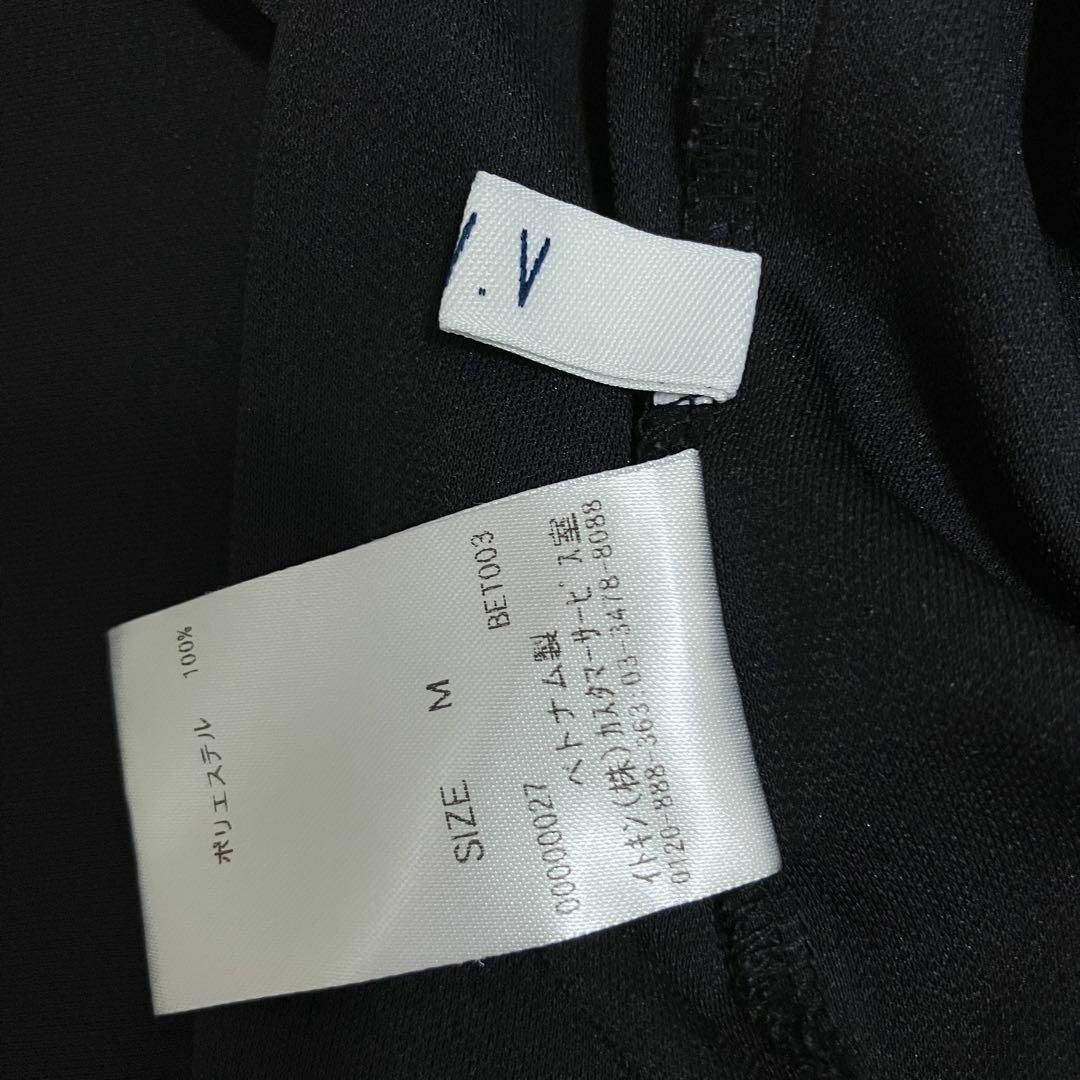 .V
ポリエステル 100%
SIZE M
BET003
00000027 ベトナム製
イトキン(株)カスタマーサービス室
0120-888-363:03-3478-8088